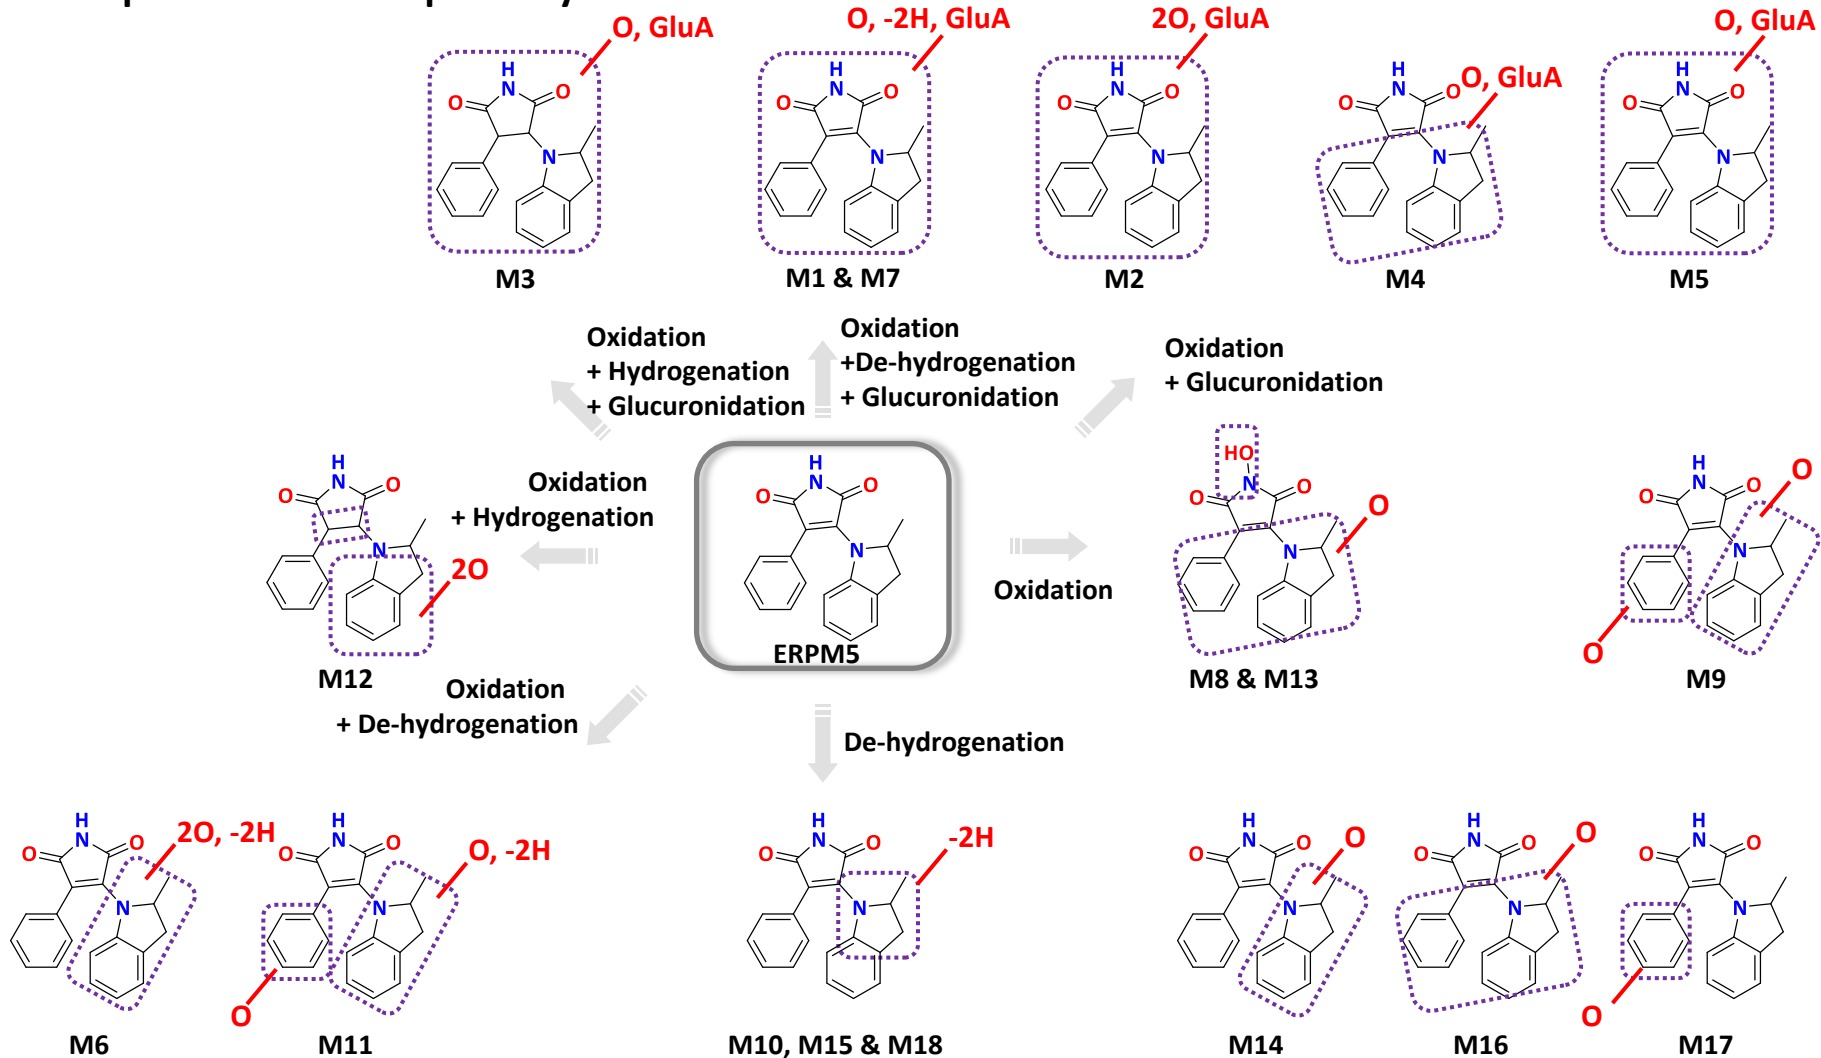 O, GluA
O, -2H, GluA
2O, GluA
O, GluA
O, GluA
H
N
O
O
N
H
N
O
O
N
H
N
O
O
N
H
N
O
O
N
H
N
O
O
N
M3
M1 & M7
M2
M4
M5
Oxidation
+ Hydrogenation
+ Glucuronidation
Oxidation
+De-hydrogenation
+ Glucuronidation
Oxidation
+ Glucuronidation
H
N
O
O
N
2O
M12
Oxidation
+ Hydrogenation
H
N
O
O
N
ERPM5
Oxidation
HO
N
O
O
N
O
M8 & M13
H
N
O
O
N
O
O
M9
Oxidation
+ De-hydrogenation
De-hydrogenation
H
N
O
O
N
2O, -2H
M6
H
N
O
O
N
O, -2H
O
M11
H
N
O
O
N
-2H
M10, M15 & M18
H
N
O
O
N
O
M14
H
N
O
O
N
O
M16
H
N
O
O
N
O
M17